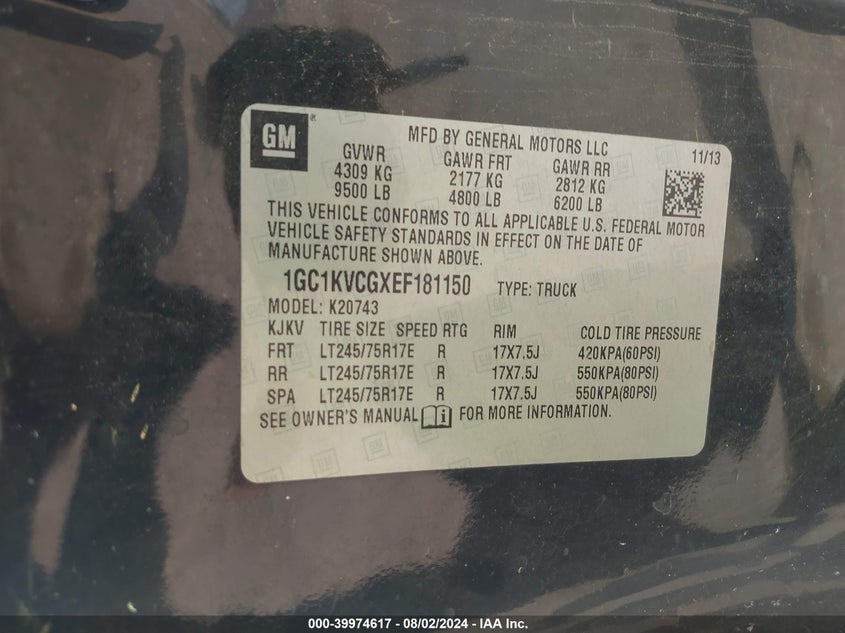 GM
MFD BY GENERAL MOTORS LLC
11/13
GVWR GAWR FRT GAWR RR
4309 KG 2177 KG 2812 KG
9500 LB 4800 LB 6200 LB
THIS VEHICLE CONFORMS TO ALL APPLICABLE U.S. FEDERAL MOTOR
VEHICLE SAFETY STANDARDS IN EFFECT ON THE DATE OF
MANUFACTURE SHOWN ABOVE.
1GC1KVCGXEF181150 TYPE: TRUCK
MODEL: K20743
KJKV TIRE SIZE SPEED RTG RIM COLD TIRE PRESSURE
FRT LT245/75R17E R 17X7.5J 420KPA(60PSI)
RR LT245/75R17E R 17X7.5J 550KPA(80PSI)
SPA LT245/75R17E R 17X7.5J 550KPA(80PSI)
SEE OWNER'S MANUAL FOR MORE INFORMATION.
000-39974617 - 08/02/2024 - IAA Inc.